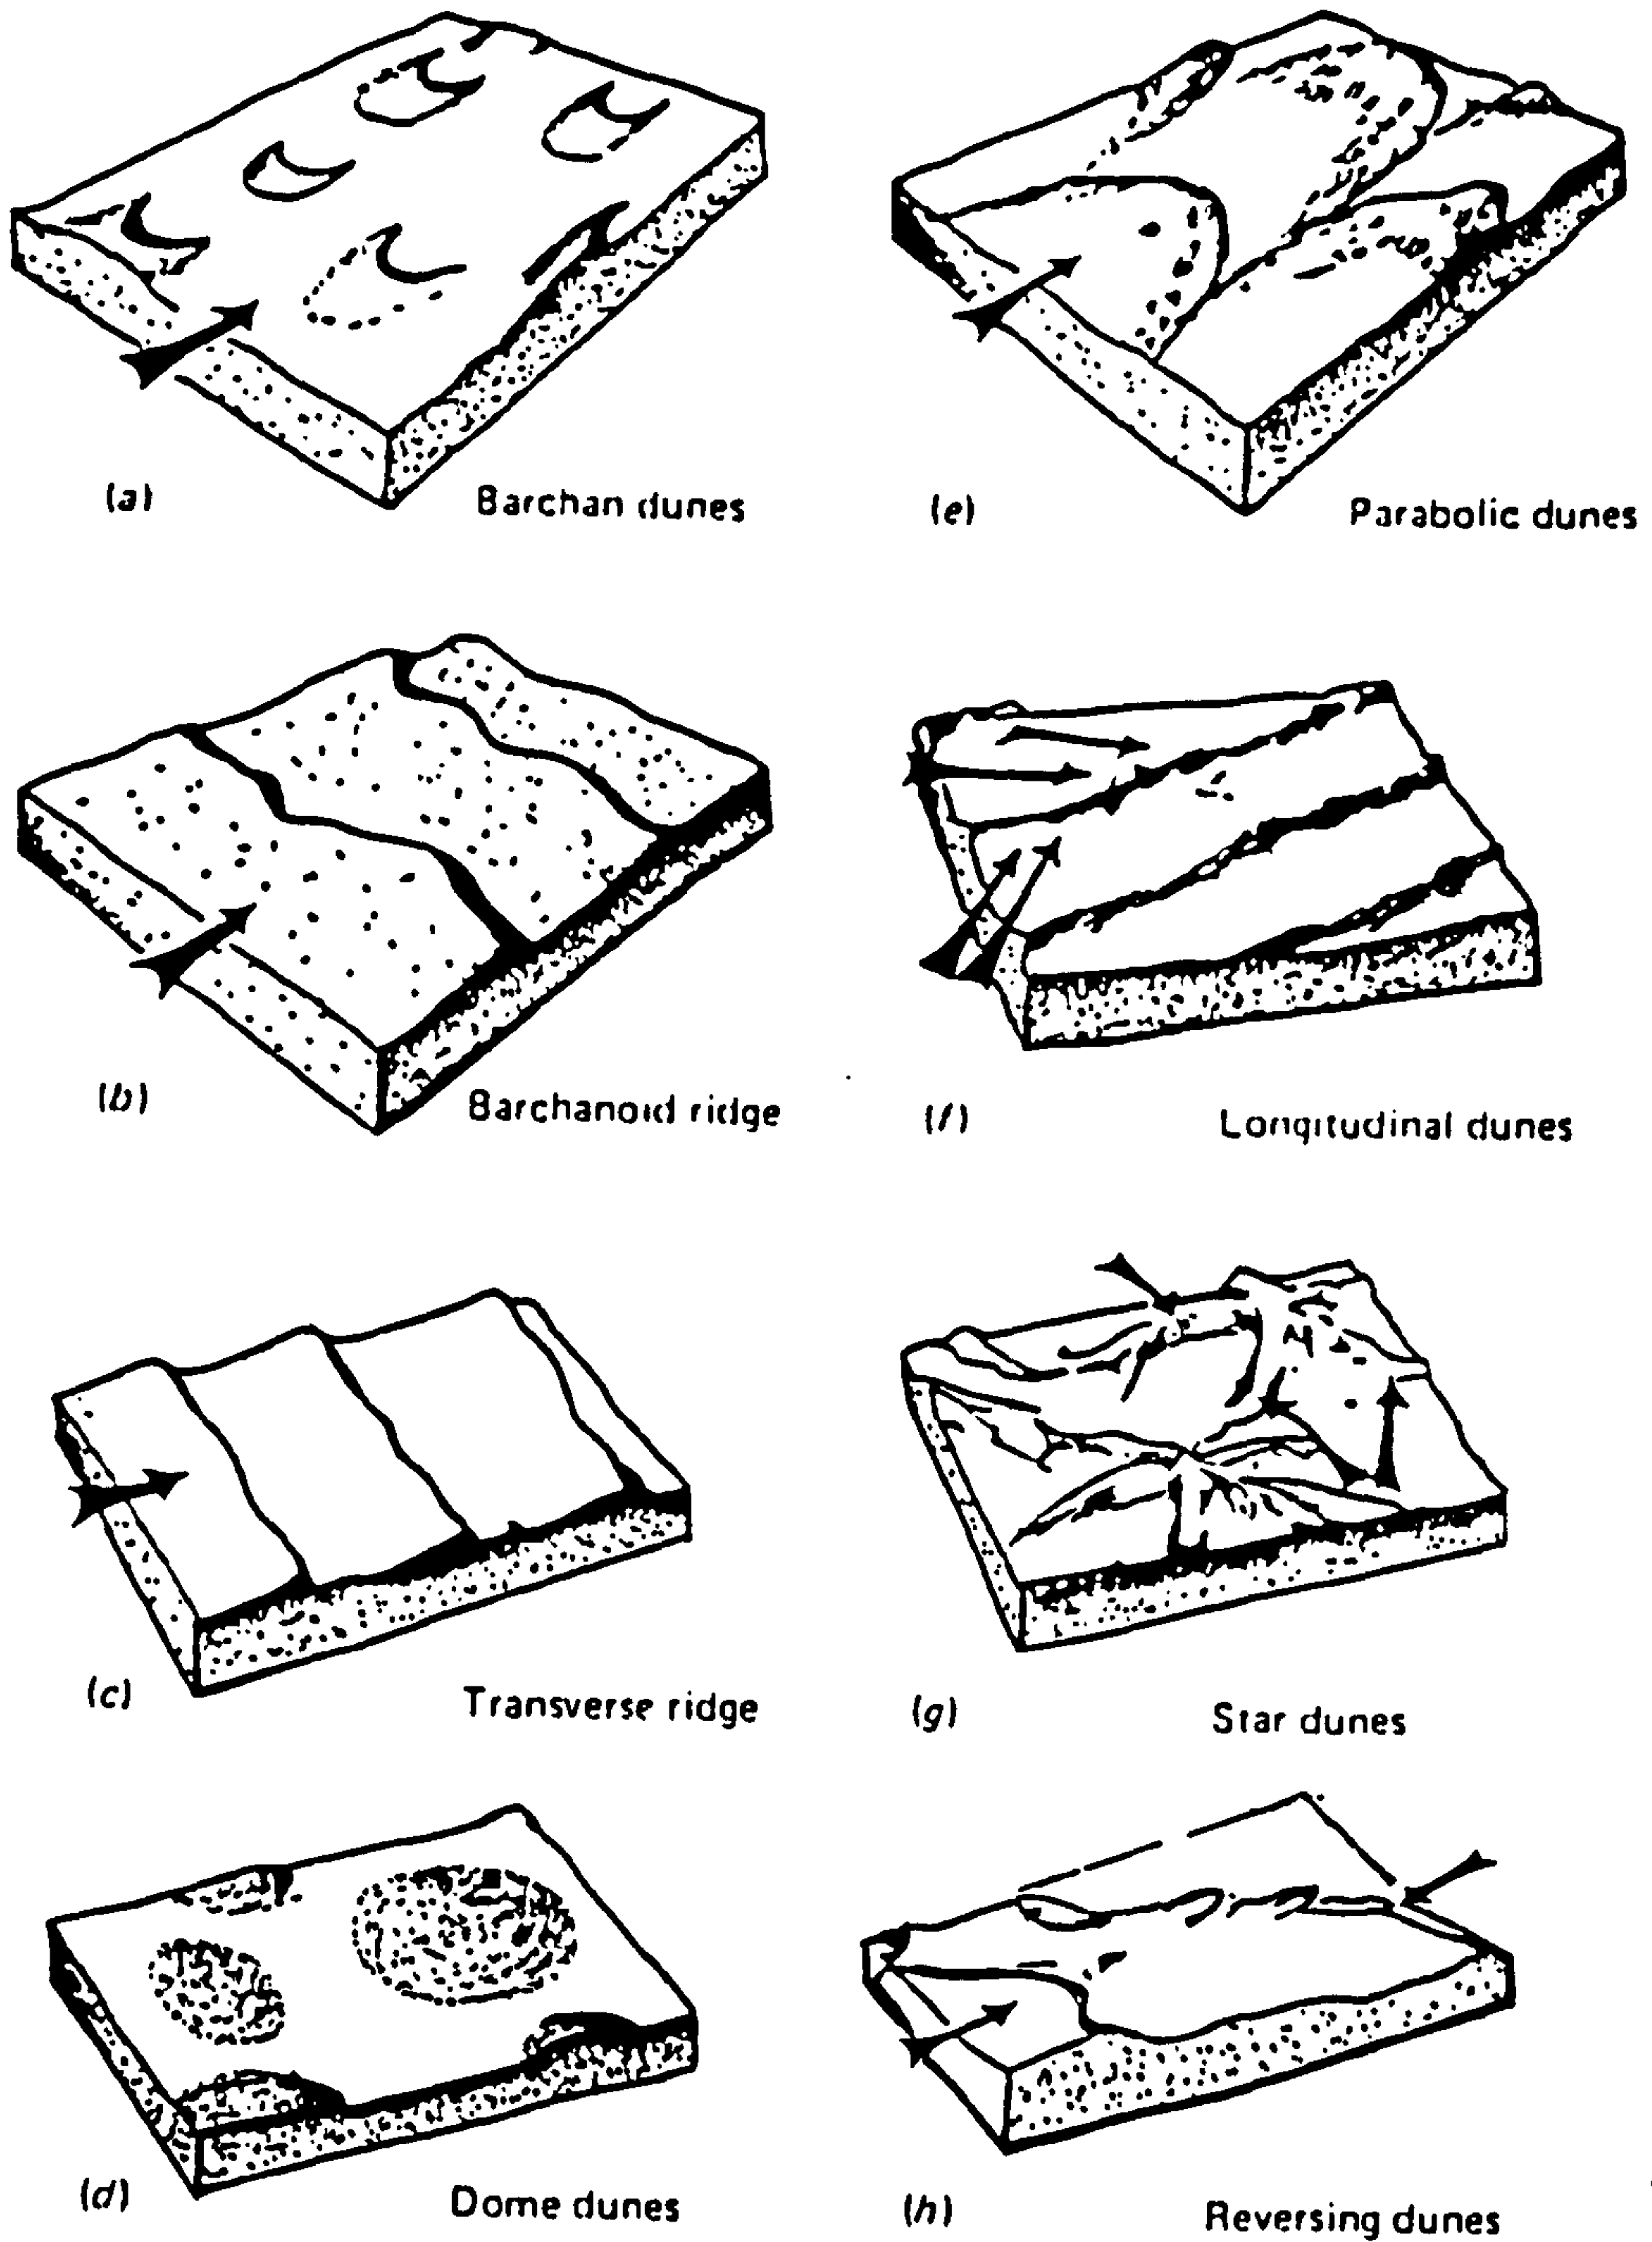 (a) Barchan dunes
(e) Parabolic dunes
(b) Barchanoid ridge
(f) Longitudinal dunes
(c) Transverse ridge
(g) Star dunes
(d) Dome dunes
(h) Reversing dunes